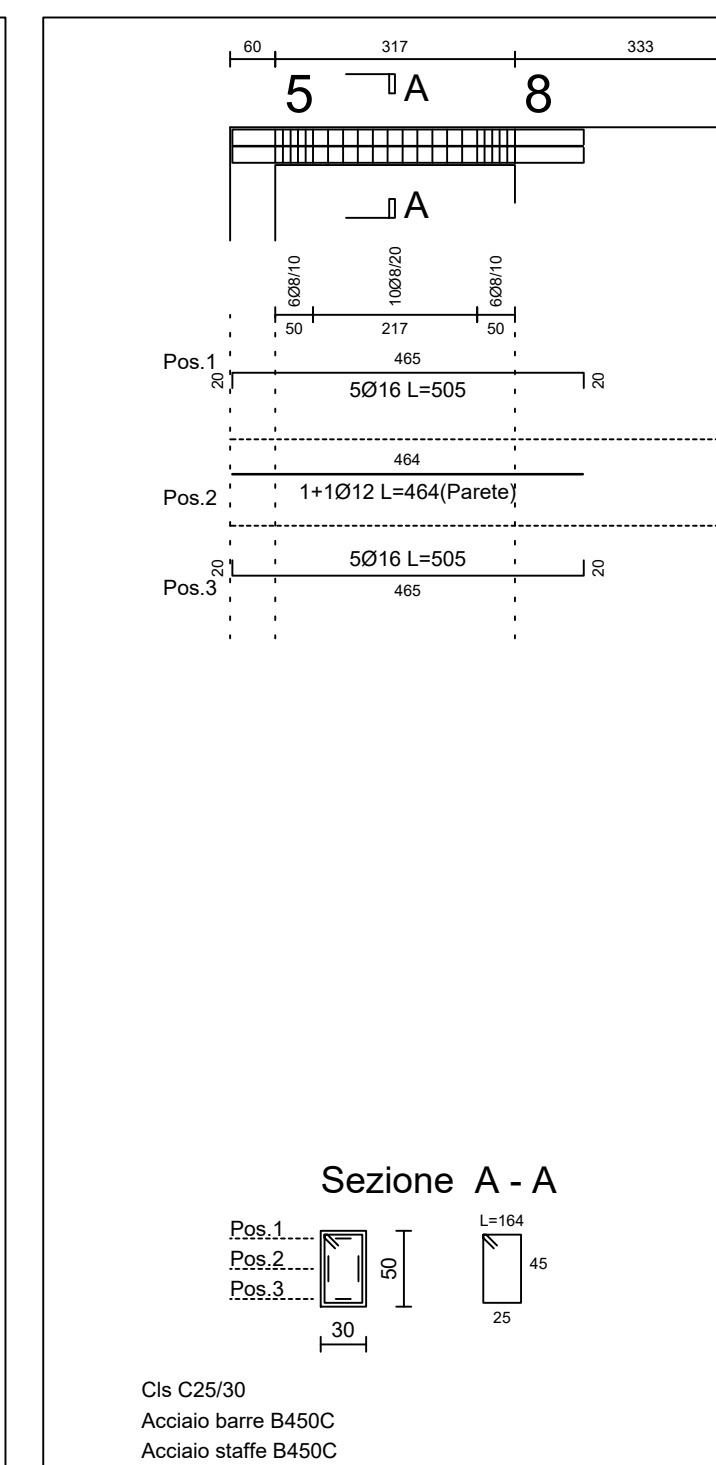 60 317 333
5 A 8
A
6Ø8/10 10Ø8/20 6Ø8/10
50 217 50
Pos.1 20 465 20
5Ø16 L=505
464
Pos.2 1+1Ø12 L=464(Parete)
20 5Ø16 L=505 20
Pos.3 465
Sezione A - A
Pos.1 L=164
Pos.2 50 45
Pos.3 25
30
Cls C25/30
Acciaio barre B450C
Acciaio staffe B450C